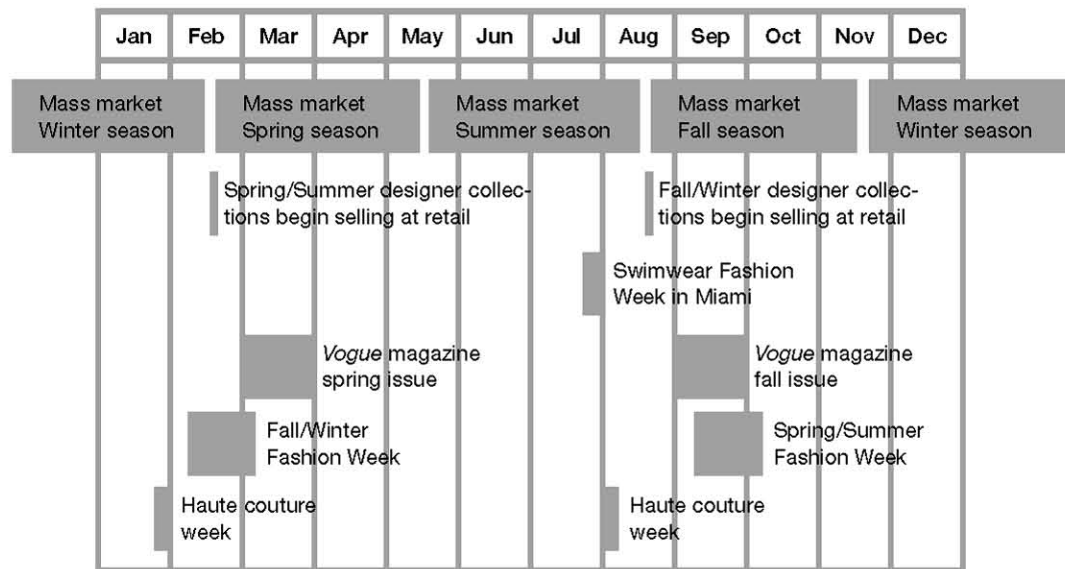 Jan Feb Mar Apr May Jun Jul Aug Sep Oct Nov Dec
Mass market
Winter season
Mass market
Spring season
Mass market
Summer season
Mass market
Fall season
Mass market
Winter season
Spring/Summer designer collec-
tions begin selling at retail
Fall/Winter designer collec-
tions begin selling at retail
Swimwear Fashion
Week in Miami
Vogue magazine
spring issue
Vogue magazine
fall issue
Fall/Winter
Fashion Week
Spring/Summer
Fashion Week
Haute couture
week
Haute couture
week